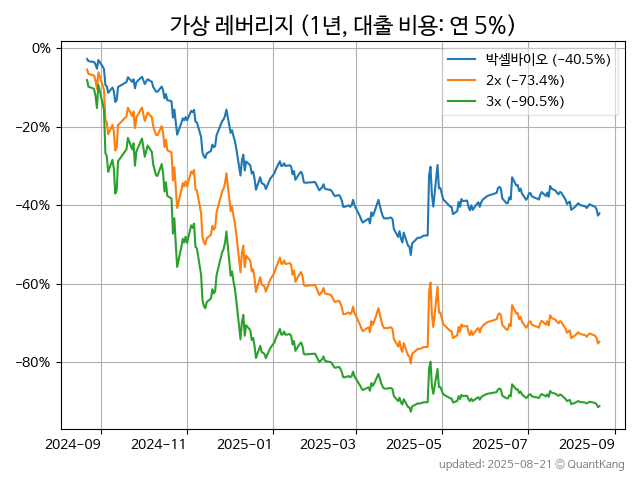 가상 레버리지 (1년, 대출 비용: 연 5%)
박셀바이오 (−40.5%)
2x (−73.4%)
3x (−90.5%)
0%
−20%
−40%
−60%
−80%
2024-09 2024-11 2025-01 2025-03 2025-05 2025-07 2025-09
updated: 2025-08-21 © QuantKang